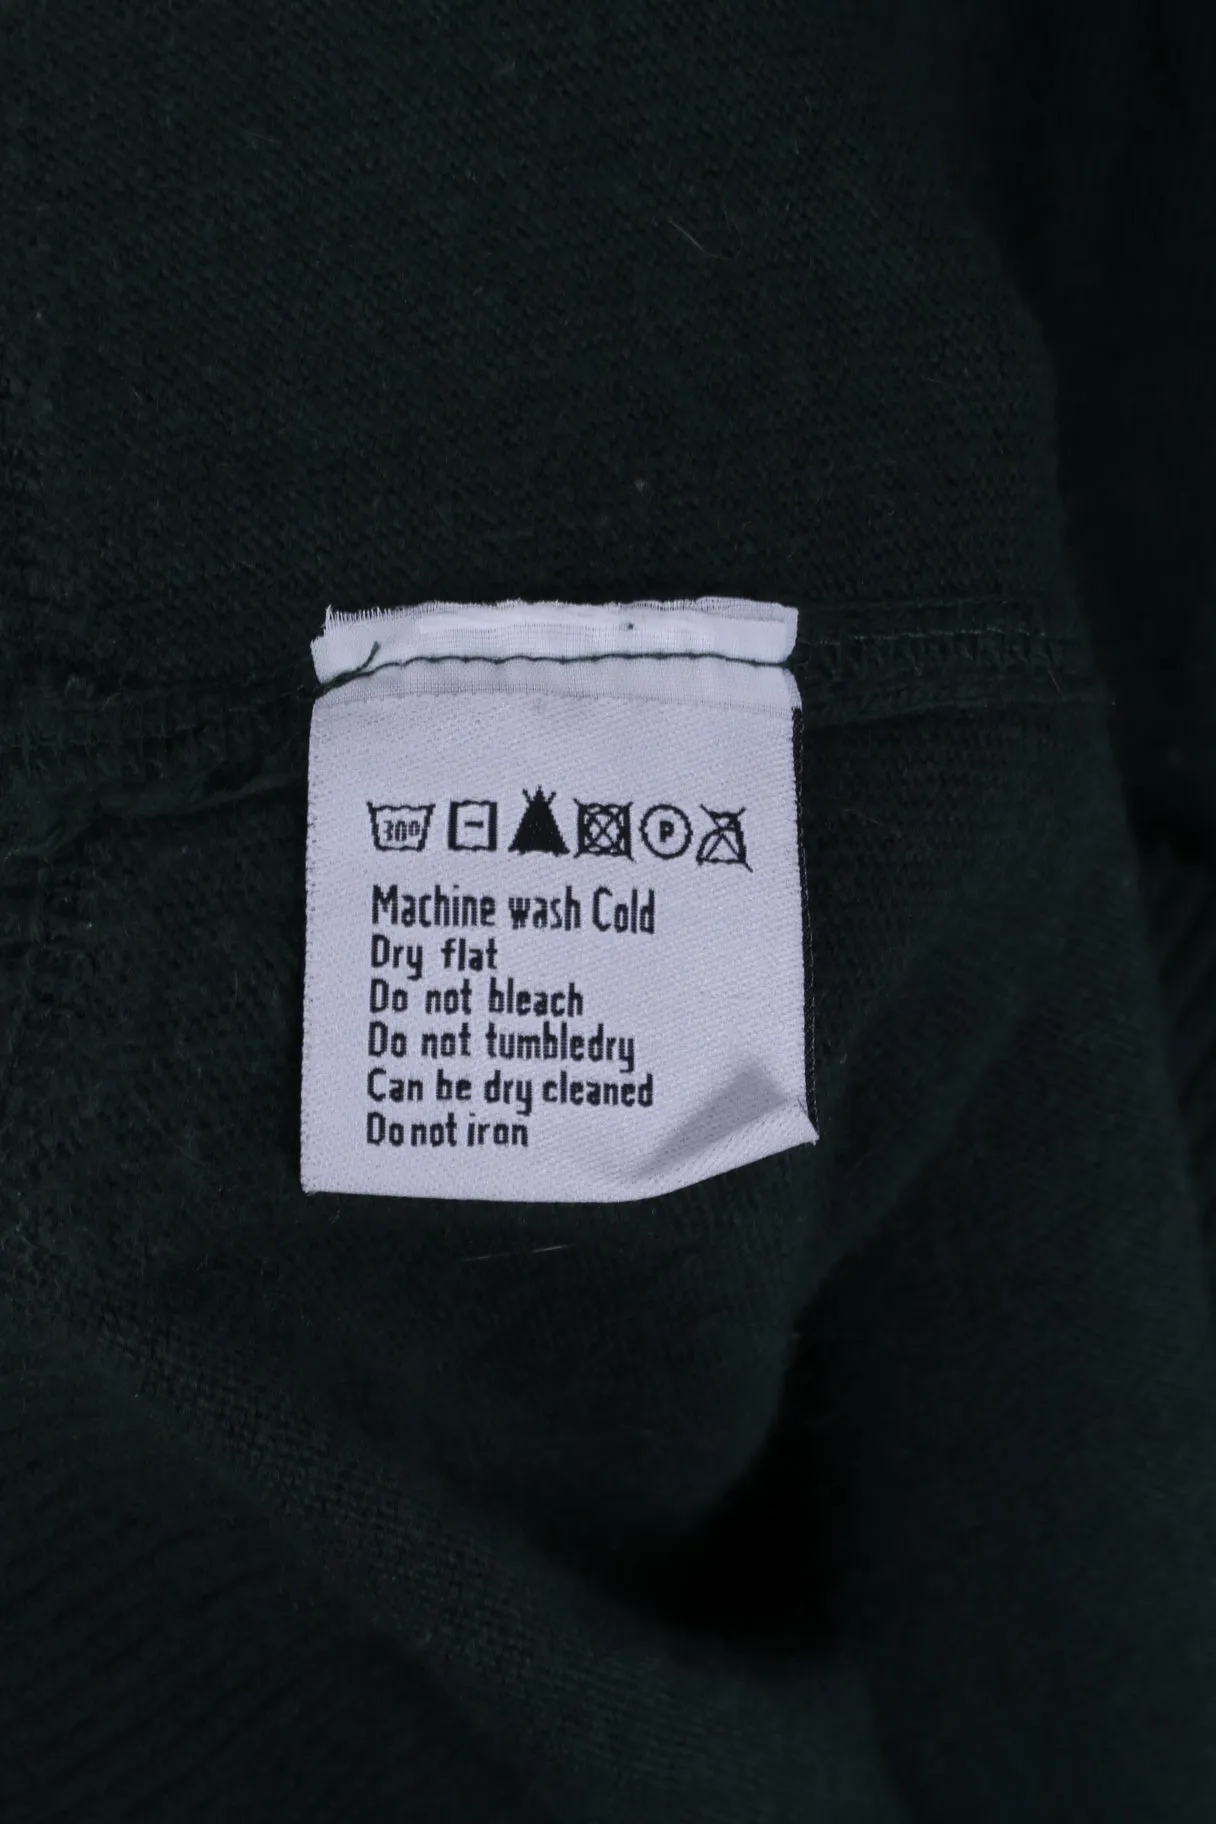 30°
P
Machine wash Cold
Dry flat
Do not bleach
Do not tumbledry
Can be dry cleaned
Do not iron